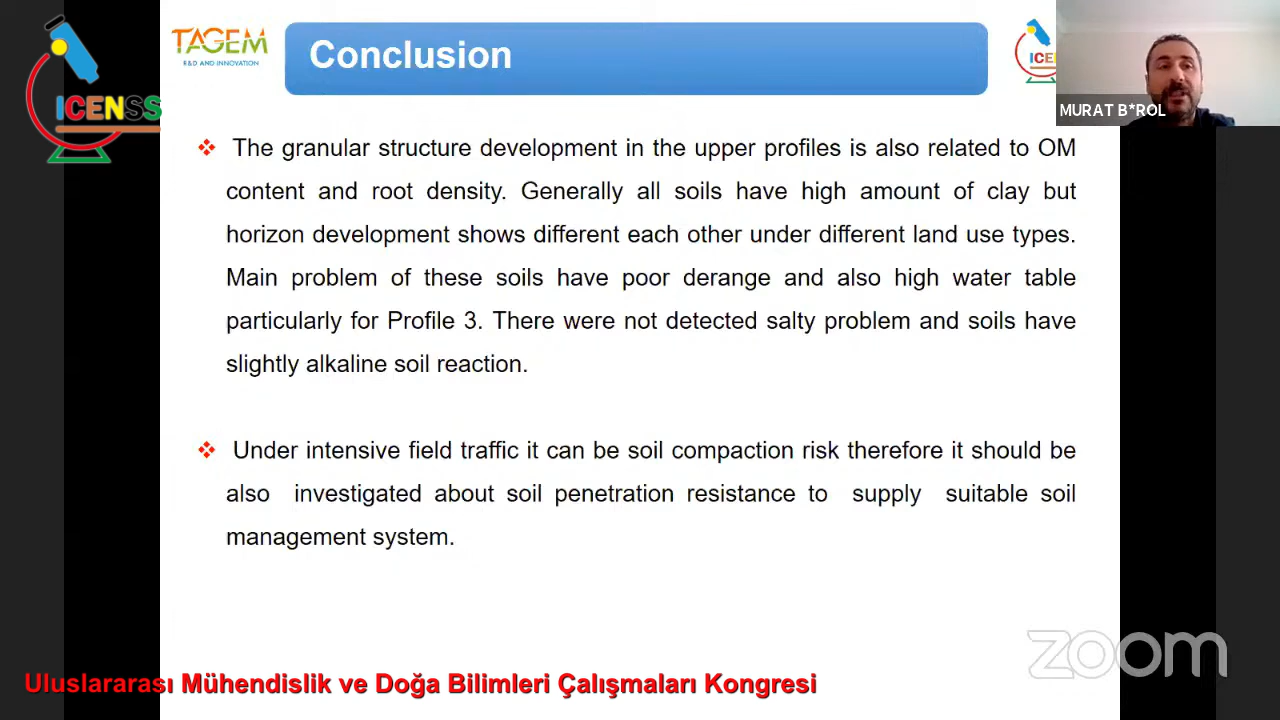 TAGEM
R&D AND INNOVATION
Conclusion
ICENSS
ICENS
MURAT B*ROL
The granular structure development in the upper profiles is also related to OM
content and root density. Generally all soils have high amount of clay but
horizon development shows different each other under different land use types.
Main problem of these soils have poor derange and also high water table
particularly for Profile 3. There were not detected salty problem and soils have
slightly alkaline soil reaction.
Under intensive field traffic it can be soil compaction risk therefore it should be
also investigated about soil penetration resistance to supply suitable soil
management system.
zoom
Uluslararası Mühendislik ve Doğa Bilimleri Çalışmaları Kongresi